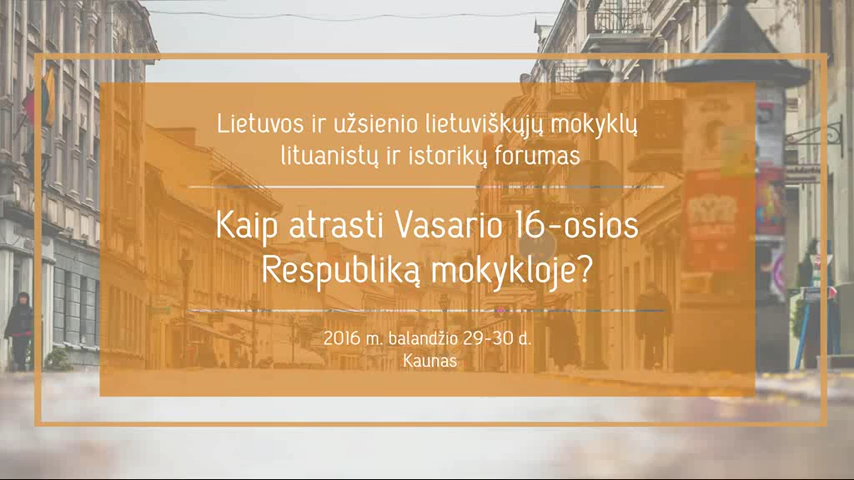 Lietuvos ir užsienio lietuviškųjų mokyklų
lituanistų ir istorikų forumas
Kaip atrasti Vasario 16-osios
Respubliką mokykloje?
2016 m. balandžio 29-30 d.
Kaunas